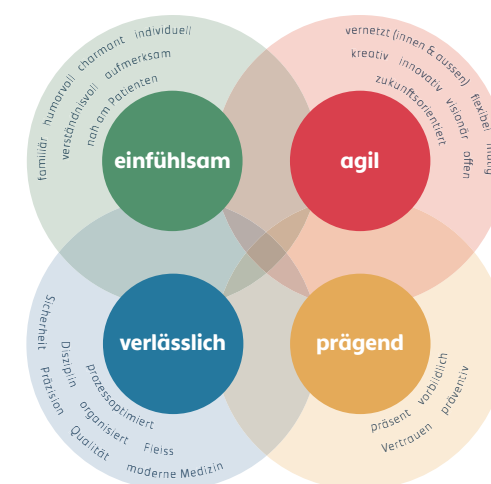 familiär humorvoll charmant individuell
verständnisvoll aufmerksam
nah am Patienten
einfühlsam
vernetzt (innen & aussen) flexibel mutig
kreativ innovativ visionär offen
zukunftsorientiert
agil
verlässlich
prozessoptimiert
Disziplin organisiert Fleiss
Sicherheit Präzision Qualität moderne Medizin
prägend
präsent vorbildlich
Vertrauen präventiv